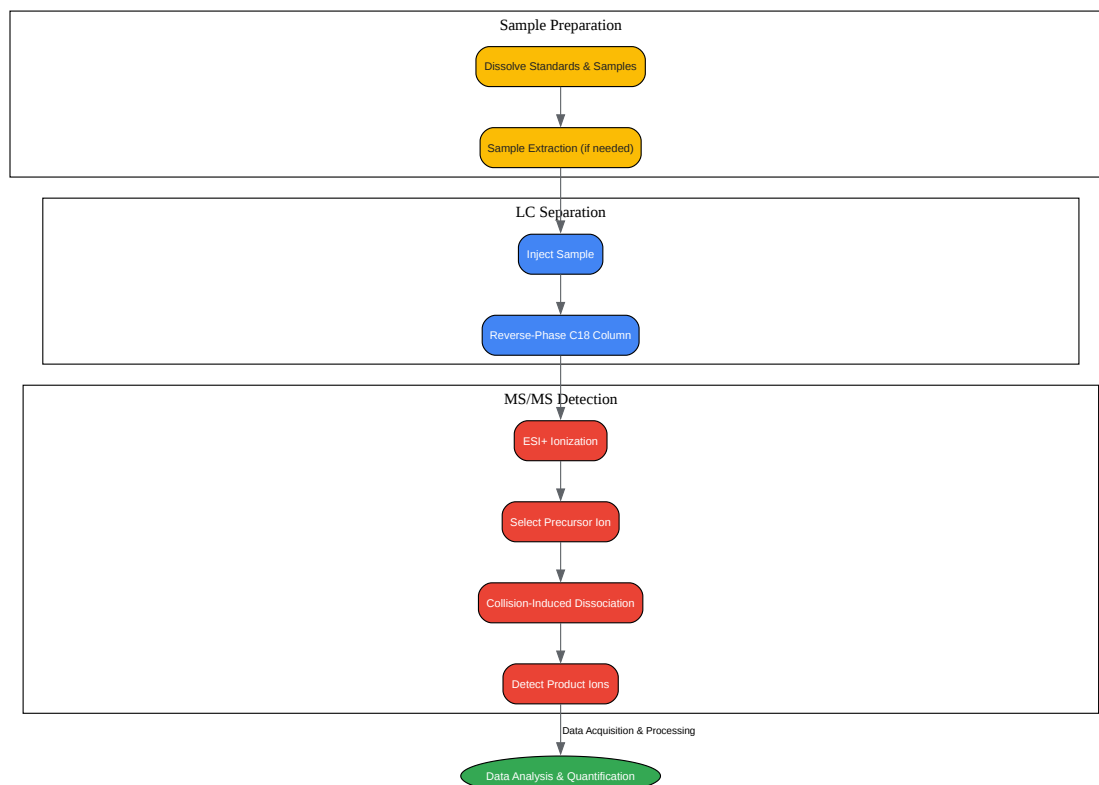 Sample Preparation
Dissolve Standards & Samples
Sample Extraction (if needed)
LC Separation
Inject Sample
Reverse-Phase C18 Column
MS/MS Detection
ESI+ Ionization
Select Precursor Ion
Collision-Induced Dissociation
Detect Product Ions
Data Acquisition & Processing
Data Analysis & Quantification